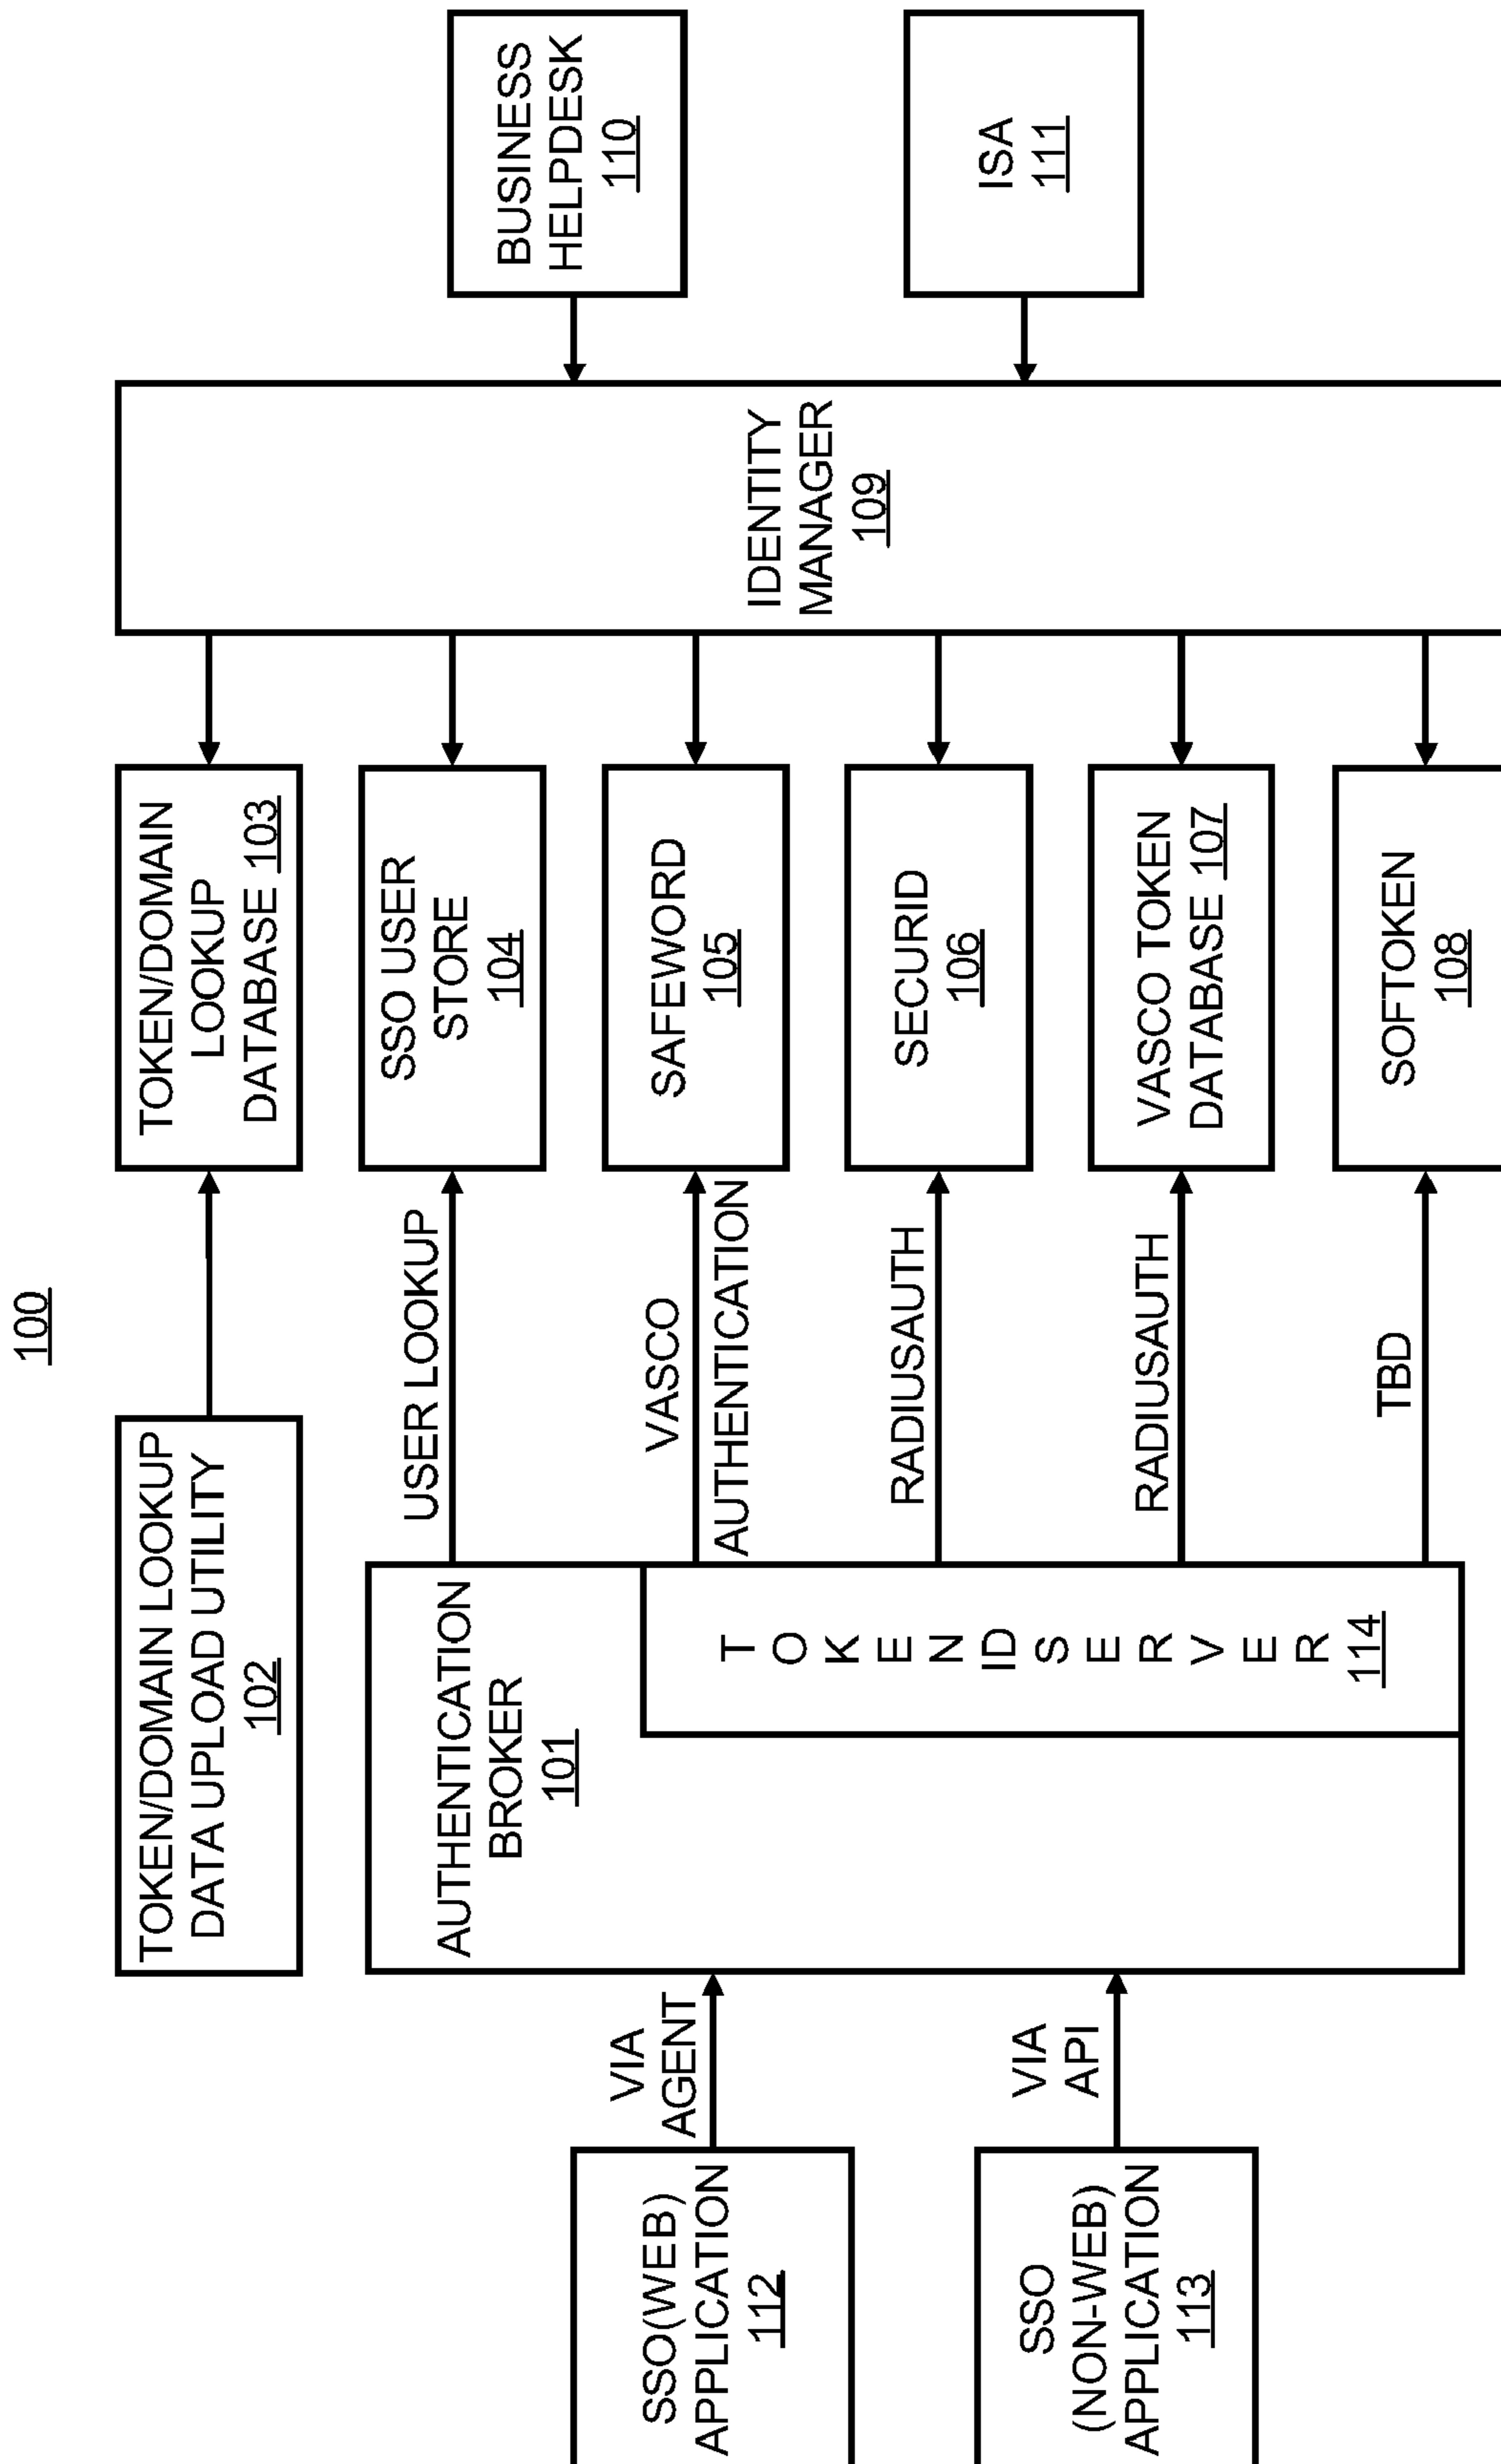 100
TOKEN/DOMAIN LOOKUP
DATA UPLOAD UTILITY
102
TOKEN/DOMAIN
LOOKUP
DATABASE 103
AUTHENTICATION
BROKER
101
T
O
K
E
N
ID
S
E
R
V
E
R
114
SSO(WEB)
APPLICATION
112
VIA
AGENT
SSO
(NON-WEB)
APPLICATION
113
VIA
API
USER LOOKUP
SSO USER
STORE
104
VASCO
AUTHENTICATION
SAFEWORD
105
RADIUSAUTH
SECURID
106
RADIUSAUTH
VASCO TOKEN
DATABASE 107
TBD
SOFTOKEN
108
IDENTITY
MANAGER
109
BUSINESS
HELPDESK
110
ISA
111